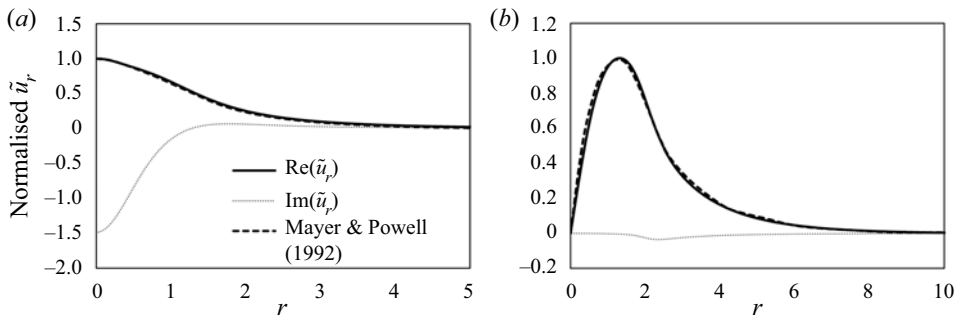 (a)
1.5
1.0
0.5
0
–0.5
–1.0
–1.5
–2.0
Normalised ũr
Re(ũr)
Im(ũr)
Mayer & Powell
(1992)
0 1 2 3 4 5
r
(b)
1.2
1.0
0.8
0.6
0.4
0.2
0
–0.2
0 2 4 6 8 10
r